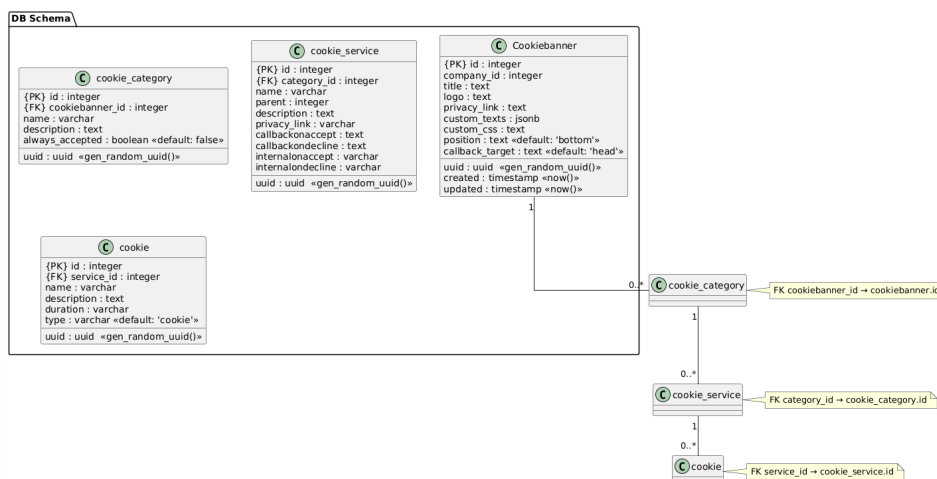 DB Schema
C cookie_category
{PK} id : integer
{FK} cookiebanner_id : integer
name : varchar
description : text
always_accepted : boolean «default: false»
uuid : uuid «gen_random_uuid()»
C cookie_service
{PK} id : integer
{FK} category_id : integer
name : varchar
parent : integer
description : text
privacy_link : varchar
callbackonaccept : text
callbackondecline : text
internalonaccept : varchar
internalondecline : varchar
uuid : uuid «gen_random_uuid()»
C Cookiebanner
{PK} id : integer
company_id : integer
title : text
logo : text
privacy_link : text
custom_texts : jsonb
custom_css : text
position : text «default: 'bottom'»
callback_target : text «default: 'head'»
uuid : uuid «gen_random_uuid()»
created : timestamp «now()»
updated : timestamp «now()»
C cookie
{PK} id : integer
{FK} service_id : integer
name : varchar
description : text
duration : varchar
type : varchar «default: 'cookie'»
uuid : uuid «gen_random_uuid()»
1
0..*
C cookie_category
FK cookiebanner_id → cookiebanner.id
1
0..*
C cookie_service
FK category_id → cookie_category.id
1
0..*
C cookie
FK service_id → cookie_service.id